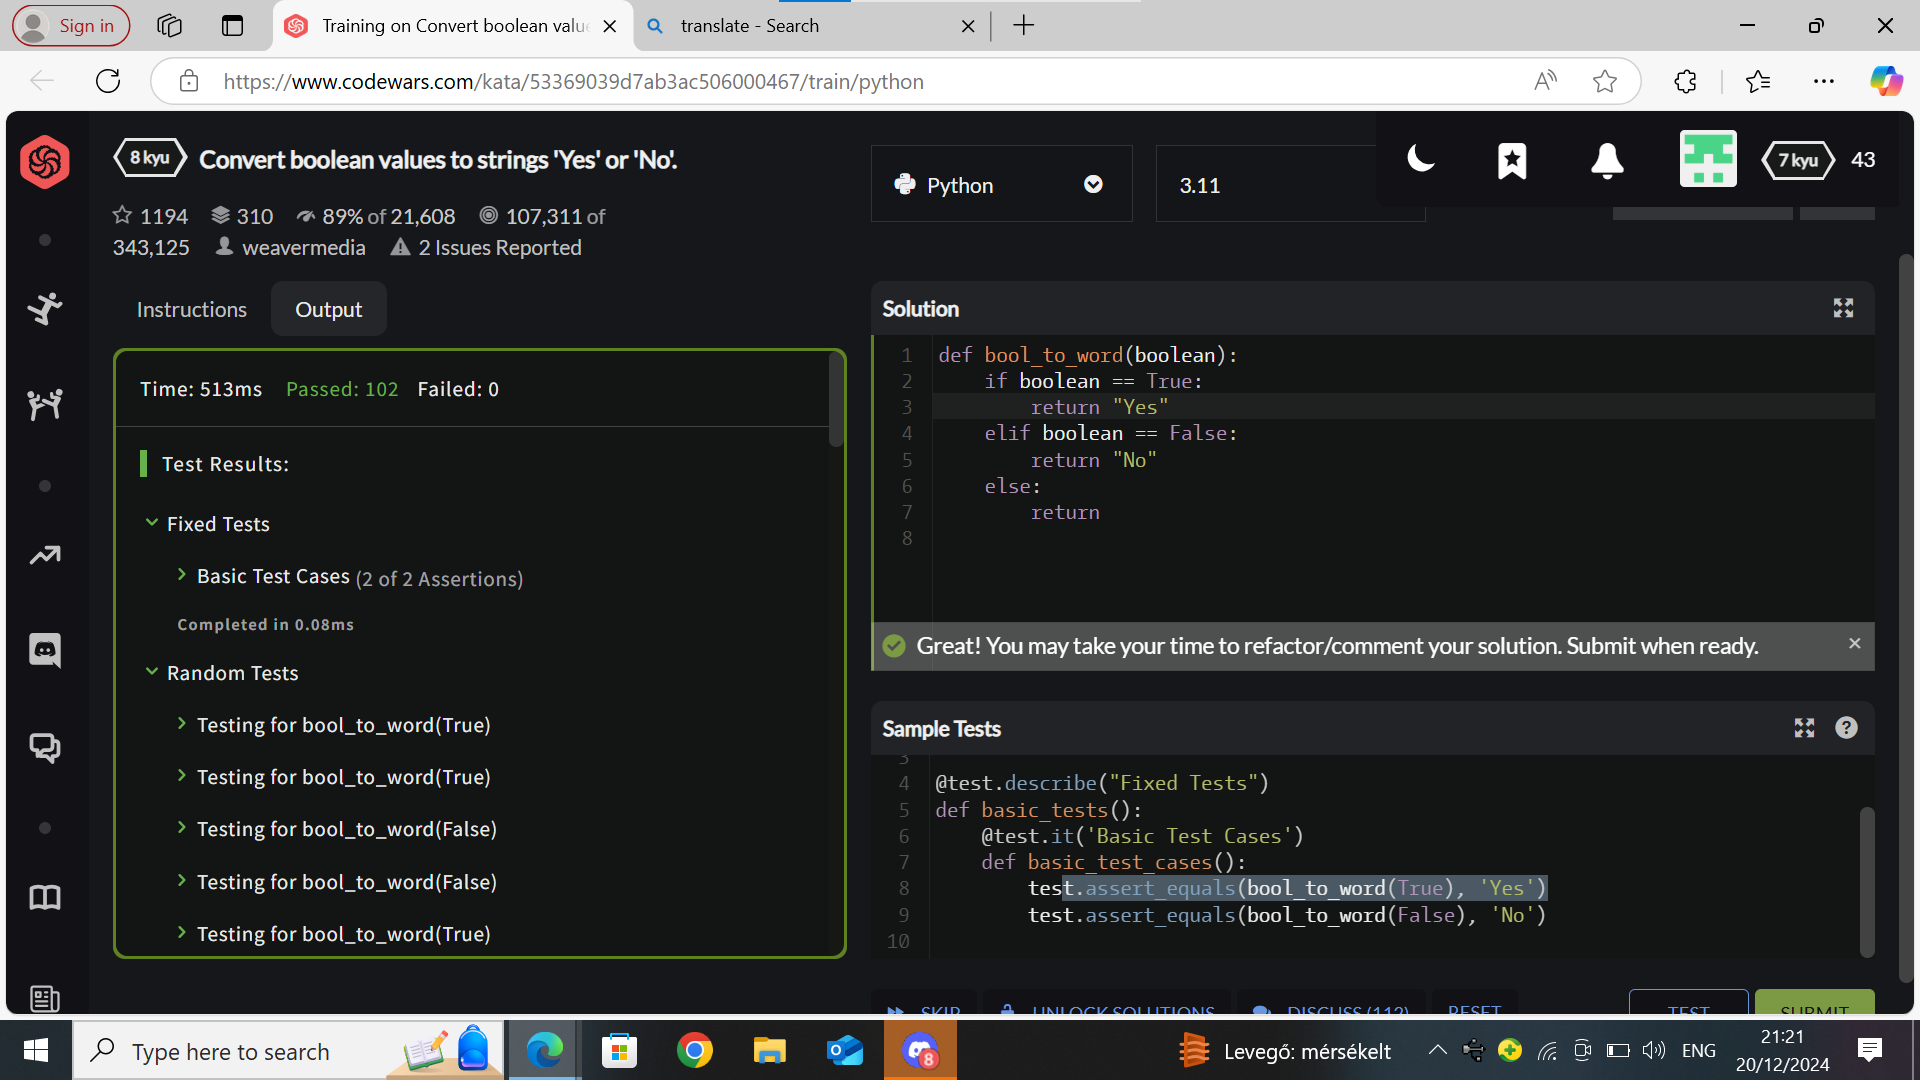 Sign in
Training on Convert boolean valu
translate - Search
https://www.codewars.com/kata/53369039d7ab3ac506000467/train/python
8 kyu
Convert boolean values to strings 'Yes' or 'No'.
1194 310 89% of 21,608 107,311 of
343,125 weavermedia 2 Issues Reported
Python
3.11
7 kyu
43
Instructions
Output
Time: 513ms Passed: 102 Failed: 0
Test Results:
Fixed Tests
Basic Test Cases (2 of 2 Assertions)
Completed in 0.08ms
Random Tests
Testing for bool_to_word(True)
Testing for bool_to_word(True)
Testing for bool_to_word(False)
Testing for bool_to_word(False)
Testing for bool_to_word(True)
Solution
1 def bool_to_word(boolean):
2 if boolean == True:
3 return "Yes"
4 elif boolean == False:
5 return "No"
6 else:
7 return
8
Great! You may take your time to refactor/comment your solution. Submit when ready.
Sample Tests
3
4 @test.describe("Fixed Tests")
5 def basic_tests():
6 @test.it('Basic Test Cases')
7 def basic_test_cases():
8 test.assert_equals(bool_to_word(True), 'Yes')
9 test.assert_equals(bool_to_word(False), 'No')
10
SKIP
UNLOCK SOLUTIONS
DISCUSS (112)
RESET
TEST
SUBMIT
Type here to search
8
Levegő: mérsékelt
ENG
21:21
20/12/2024